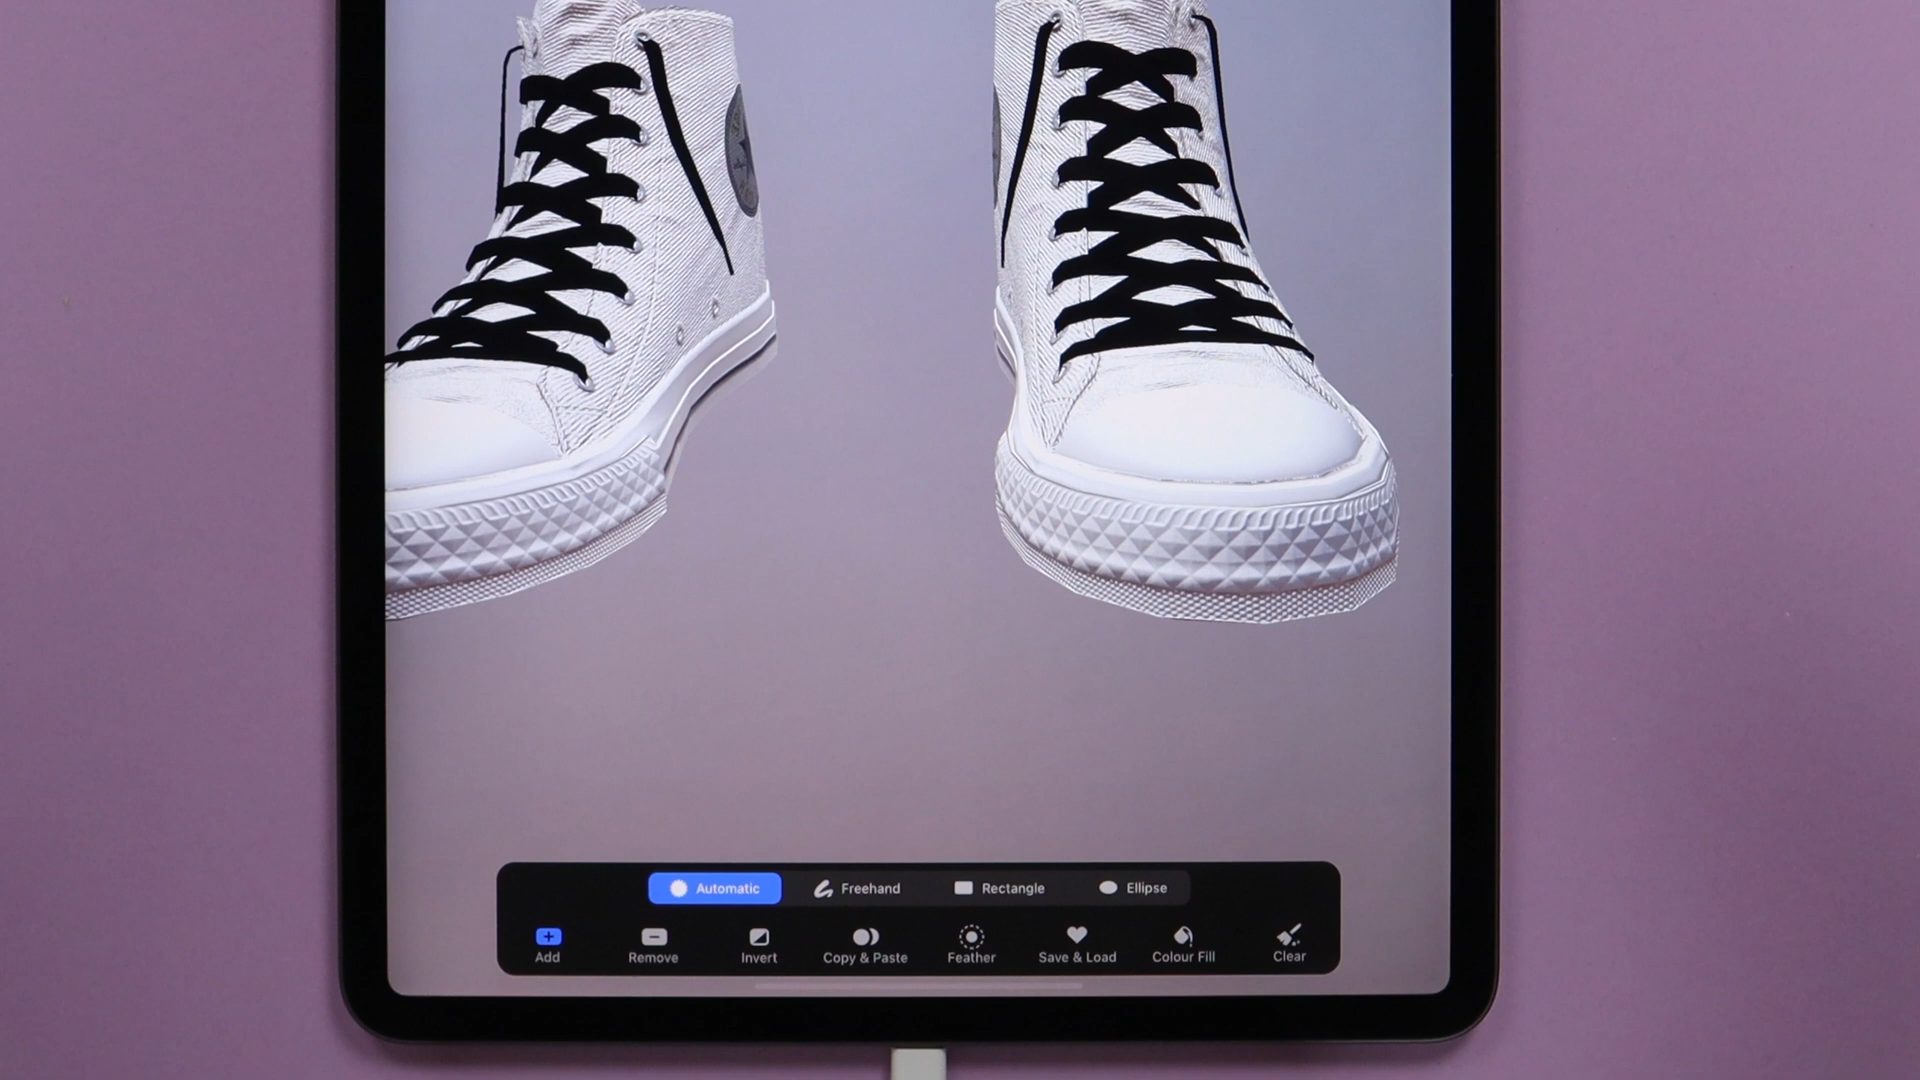 Automatic Freehand Rectangle Ellipse
Add Remove Invert Copy & Paste Feather Save & Load Colour Fill Clear